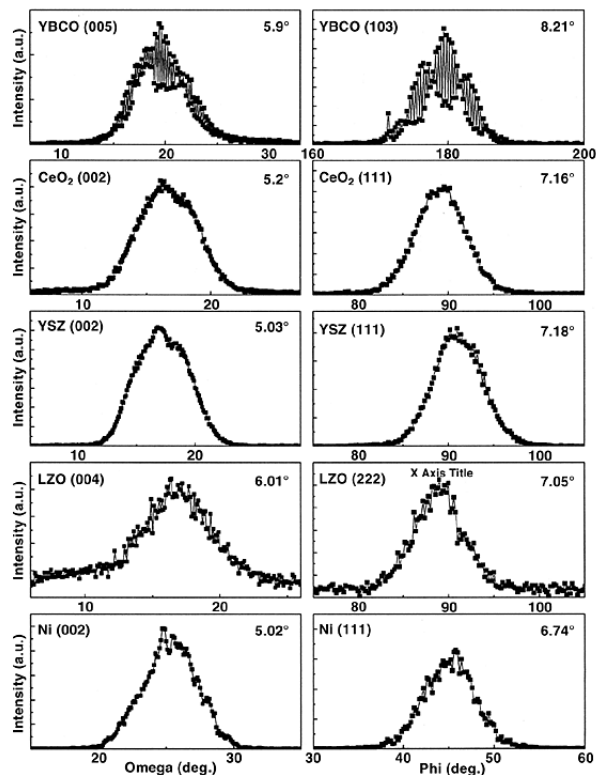 YBCO (005) 5.9° YBCO (103) 8.21°
Intensity (a.u.)
10 20 30 160 180 200
CeO₂ (002) 5.2° CeO₂ (111) 7.16°
Intensity (a.u.)
10 20 80 90 100
YSZ (002) 5.03° YSZ (111) 7.18°
Intensity (a.u.)
10 20 80 90 100
X Axis Title
LZO (004) 6.01° LZO (222) 7.05°
Intensity (a.u.)
10 20 80 90 100
Ni (002) 5.02° Ni (111) 6.74°
Intensity (a.u.)
20 30 30 40 50 60
Omega (deg.) Phi (deg.)